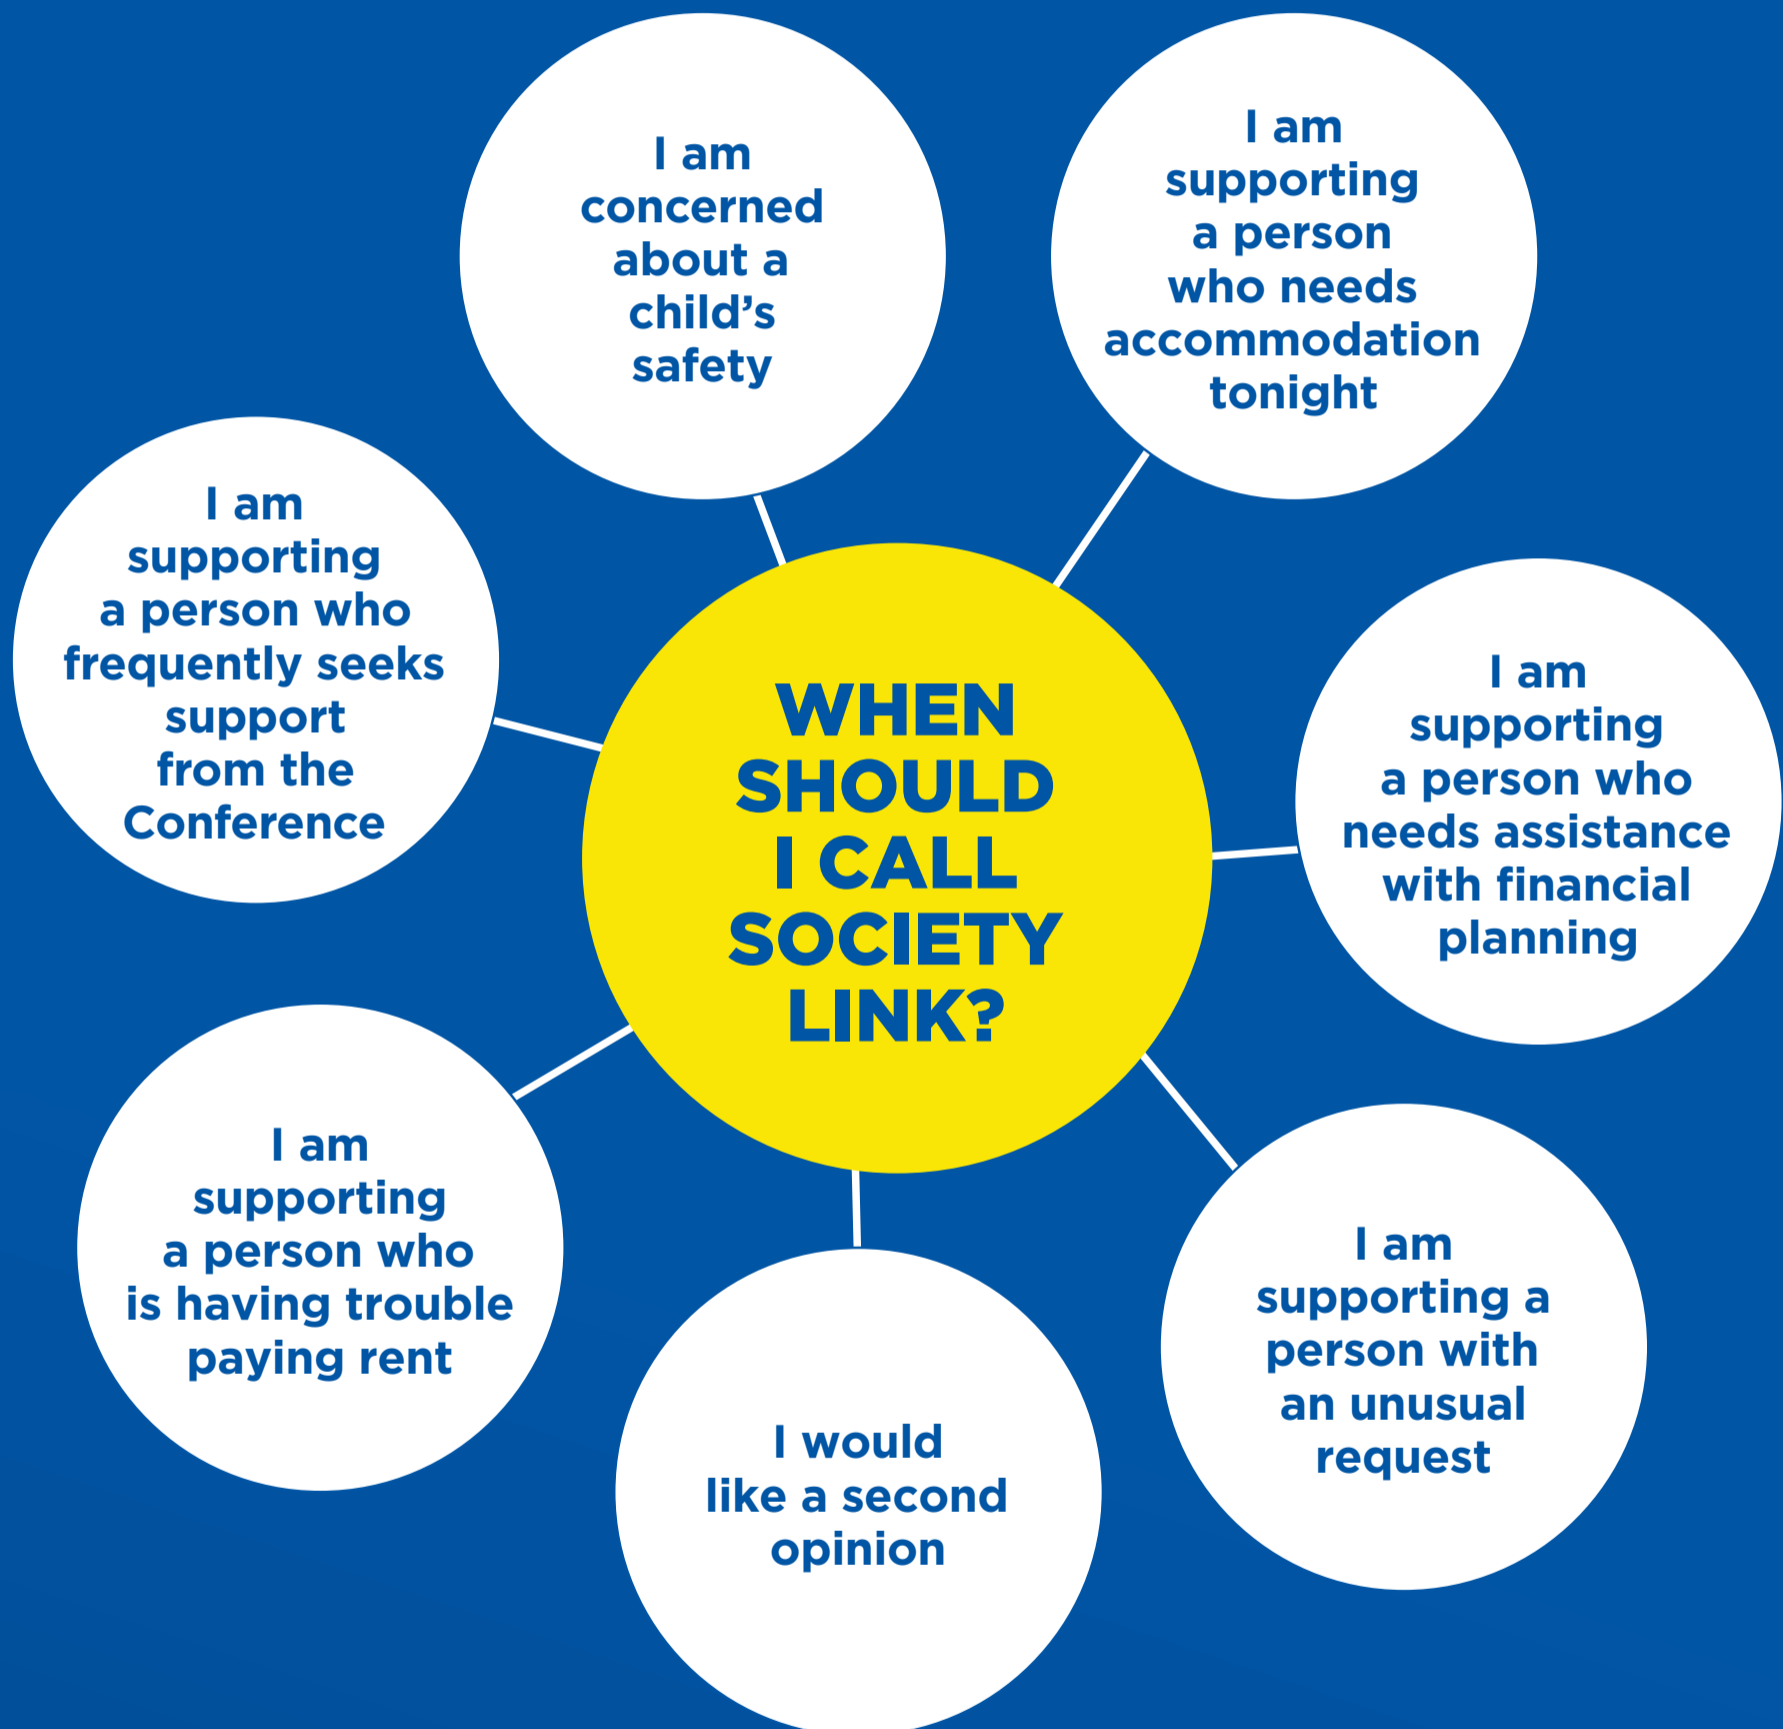 WHEN
SHOULD
I CALL
SOCIETY
LINK?
I am
concerned
about a
child’s
safety
I am
supporting
a person
who needs
accommodation
tonight
I am
supporting
a person who
needs assistance
with financial
planning
I am
supporting a
person with
an unusual
request
I would
like a second
opinion
I am
supporting
a person who
is having trouble
paying rent
I am
supporting
a person who
frequently seeks
support
from the
Conference